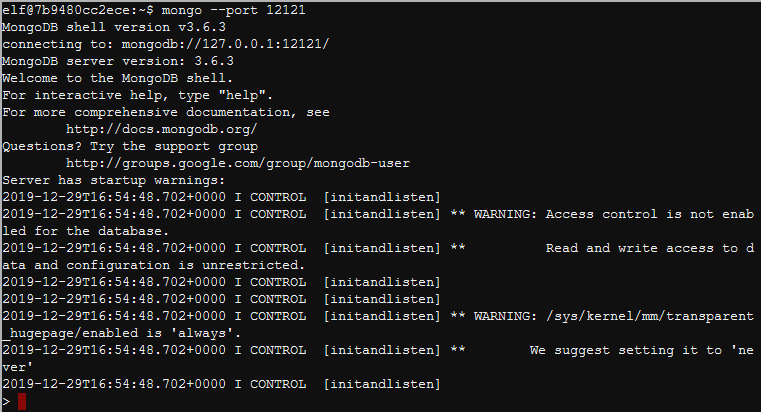 elf@7b9480cc2ece:~$ mongo --port 12121
MongoDB shell version v3.6.3
connecting to: mongodb://127.0.0.1:12121/
MongoDB server version: 3.6.3
Welcome to the MongoDB shell.
For interactive help, type "help".
For more comprehensive documentation, see
        http://docs.mongodb.org/
Questions? Try the support group
        http://groups.google.com/group/mongodb-user
Server has startup warnings:
2019-12-29T16:54:48.702+0000 I CONTROL  [initandlisten]
2019-12-29T16:54:48.702+0000 I CONTROL  [initandlisten] ** WARNING: Access control is not enab
led for the database.
2019-12-29T16:54:48.702+0000 I CONTROL  [initandlisten] **          Read and write access to d
ata and configuration is unrestricted.
2019-12-29T16:54:48.702+0000 I CONTROL  [initandlisten]
2019-12-29T16:54:48.702+0000 I CONTROL  [initandlisten]
2019-12-29T16:54:48.702+0000 I CONTROL  [initandlisten] ** WARNING: /sys/kernel/mm/transparent
_hugepage/enabled is 'always'.
2019-12-29T16:54:48.702+0000 I CONTROL  [initandlisten] **        We suggest setting it to 'ne
ver'
2019-12-29T16:54:48.702+0000 I CONTROL  [initandlisten]
>